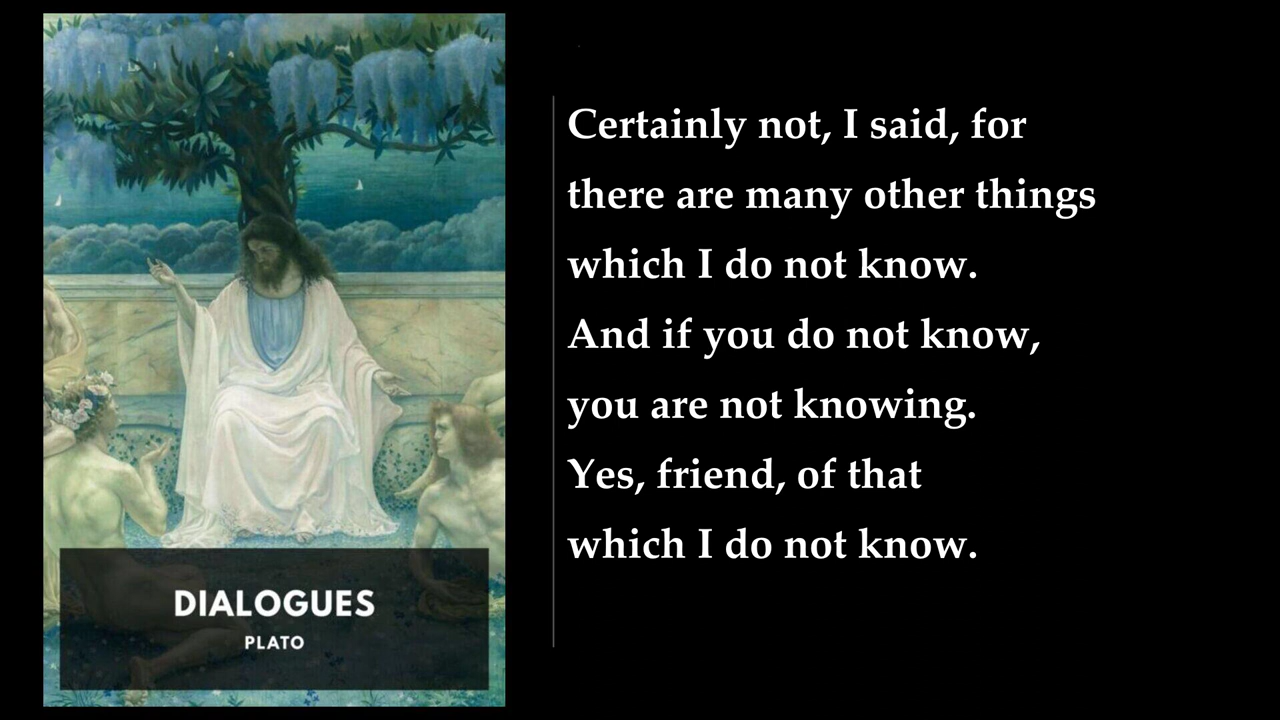 DIALOGUES
PLATO
Certainly not, I said, for
there are many other things
which I do not know.
And if you do not know,
you are not knowing.
Yes, friend, of that
which I do not know.